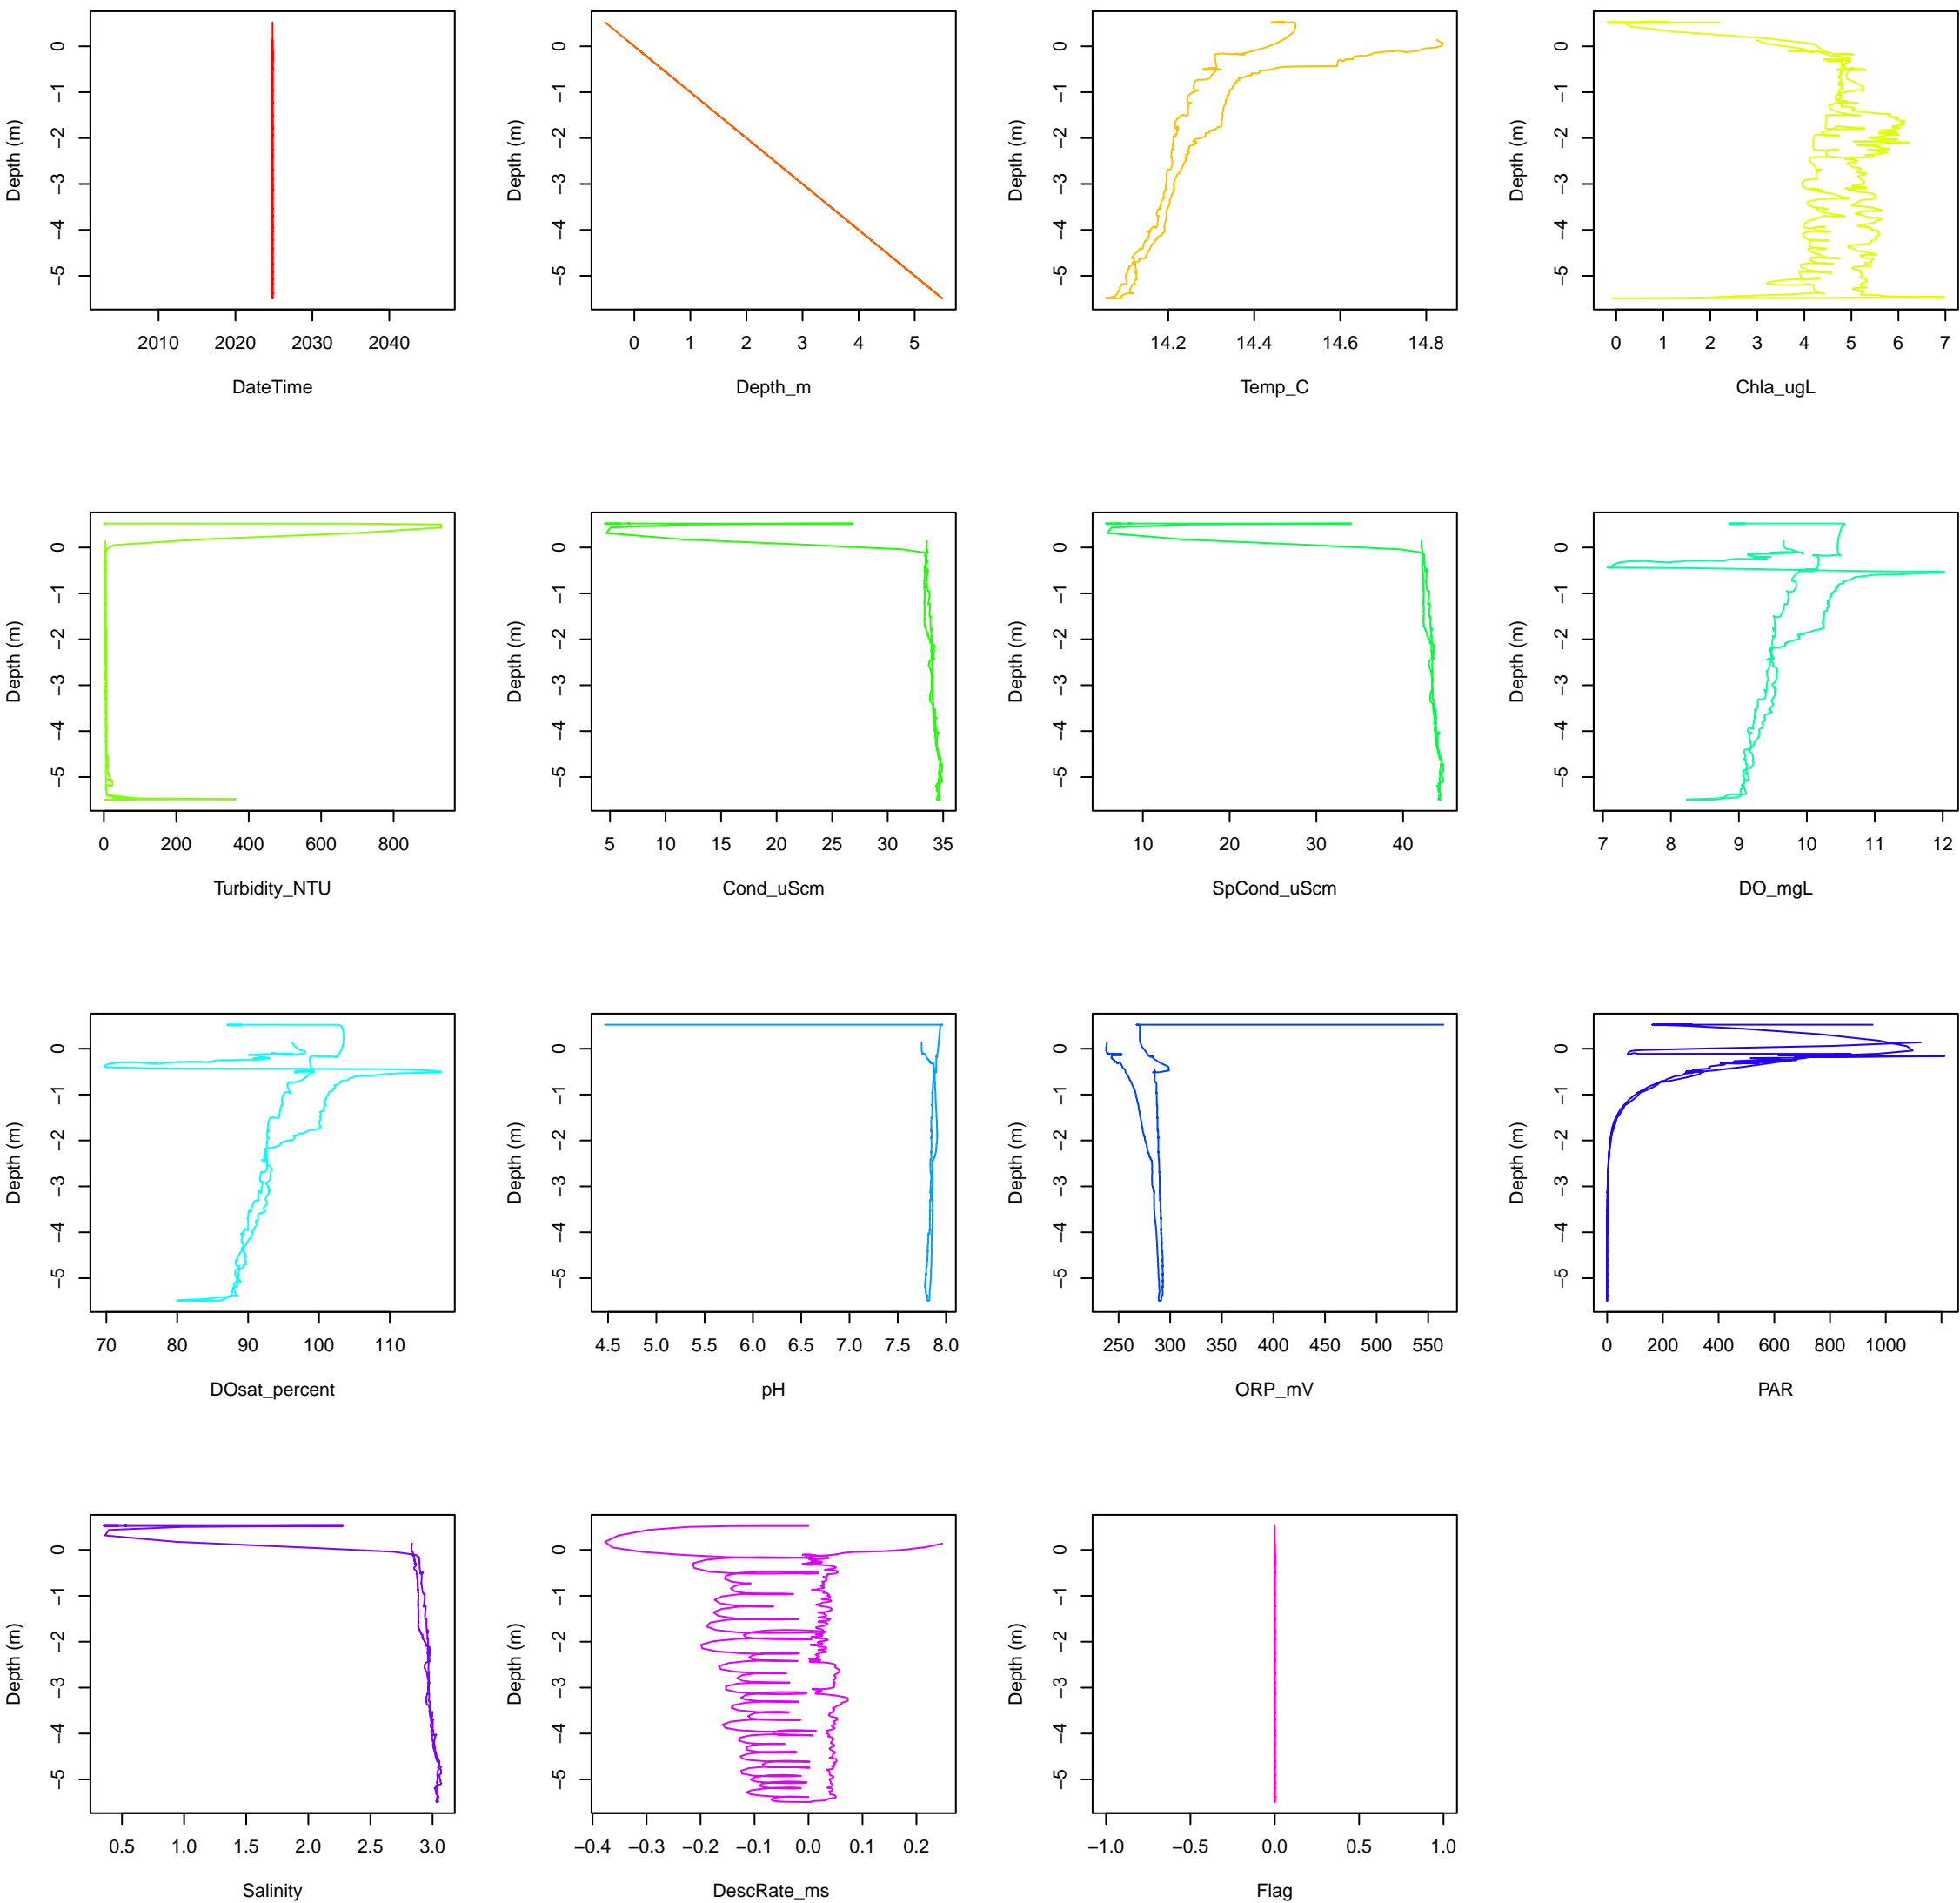 Depth (m)
0
−1
−2
−3
−4
−5
2010 2020 2030 2040
DateTime
Depth (m)
0
−1
−2
−3
−4
−5
0 1 2 3 4 5
Depth_m
Depth (m)
0
−1
−2
−3
−4
−5
14.2 14.4 14.6 14.8
Temp_C
Depth (m)
0
−1
−2
−3
−4
−5
0 1 2 3 4 5 6 7
Chla_ugL
Depth (m)
0
−1
−2
−3
−4
−5
0 200 400 600 800
Turbidity_NTU
Depth (m)
0
−1
−2
−3
−4
−5
5 10 15 20 25 30 35
Cond_uScm
Depth (m)
0
−1
−2
−3
−4
−5
10 20 30 40
SpCond_uScm
Depth (m)
0
−1
−2
−3
−4
−5
7 8 9 10 11 12
DO_mgL
Depth (m)
0
−1
−2
−3
−4
−5
70 80 90 100 110
DOsat_percent
Depth (m)
0
−1
−2
−3
−4
−5
4.5 5.0 5.5 6.0 6.5 7.0 7.5 8.0
pH
Depth (m)
0
−1
−2
−3
−4
−5
250 300 350 400 450 500 550
ORP_mV
Depth (m)
0
−1
−2
−3
−4
−5
0 200 400 600 800 1000
PAR
Depth (m)
0
−1
−2
−3
−4
−5
0.5 1.0 1.5 2.0 2.5 3.0
Salinity
Depth (m)
0
−1
−2
−3
−4
−5
−0.4 −0.3 −0.2 −0.1 0.0 0.1 0.2
DescRate_ms
Depth (m)
0
−1
−2
−3
−4
−5
−1.0 −0.5 0.0 0.5 1.0
Flag